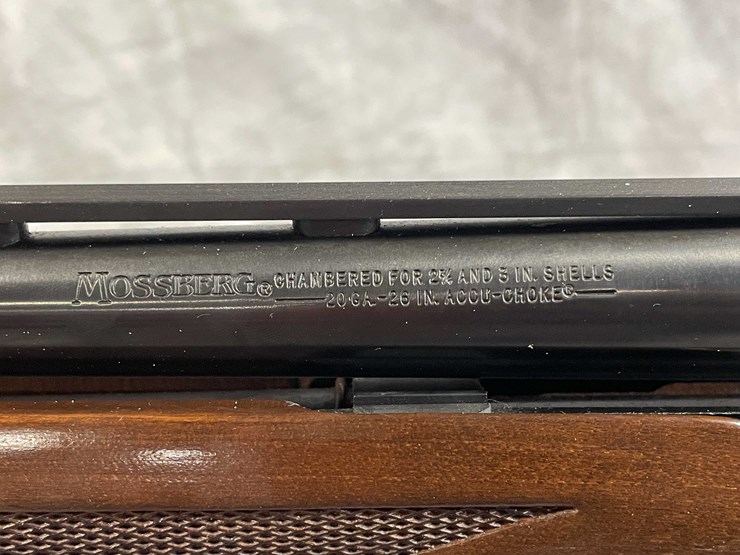 MOSSBERG® CHAMBERED FOR 2¾ AND 3 IN. SHELLS
20 GA.-26 IN. ACCU-CHOKE®